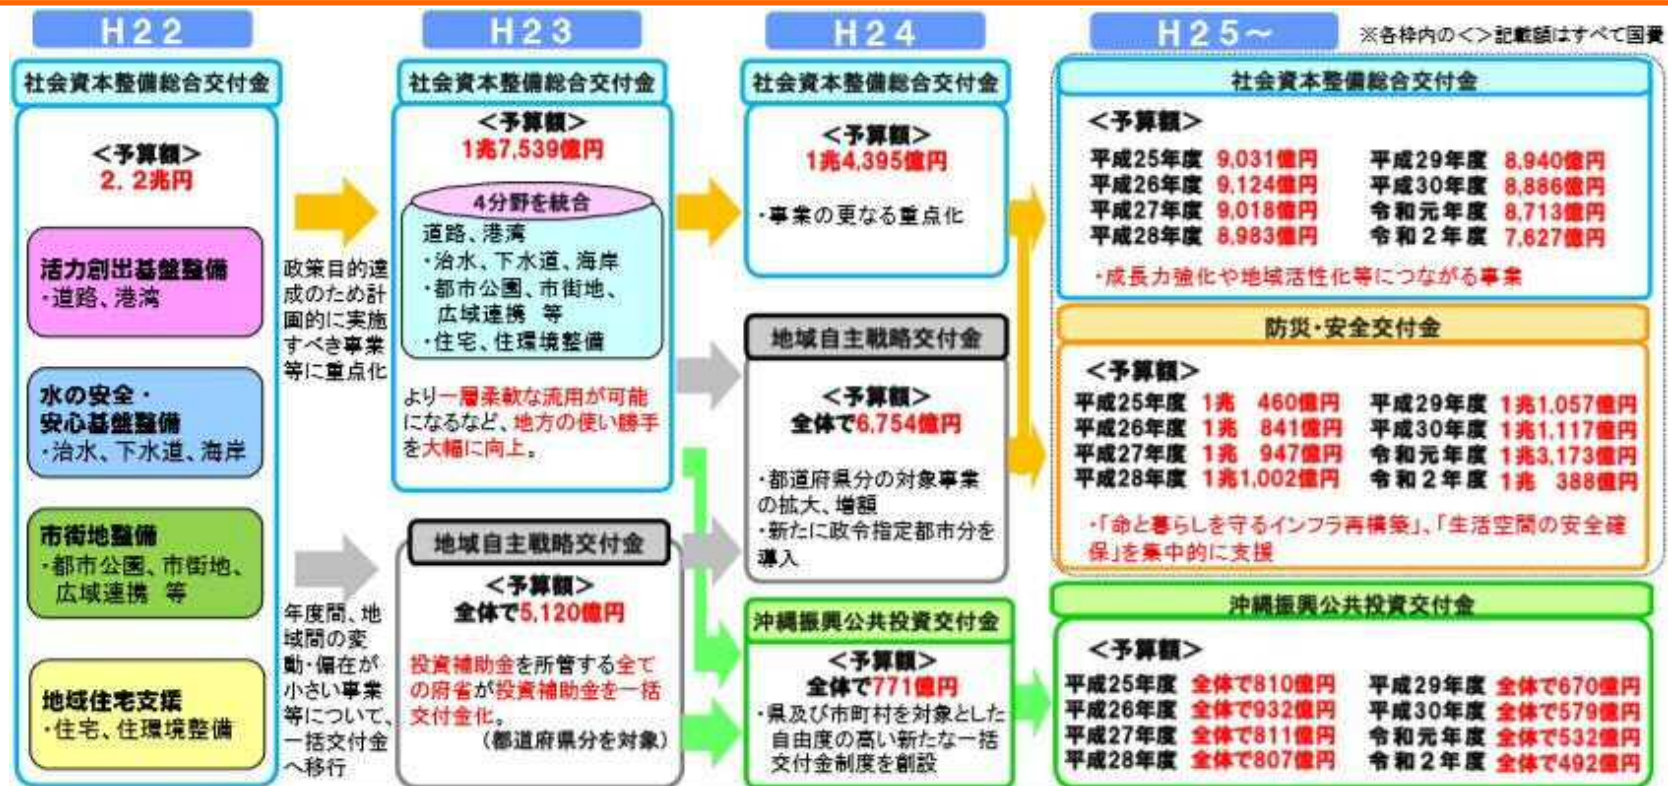 H22
社会資本整備総合交付金
＜予算額＞
2．2兆円
活力創出基盤整備
・道路、港湾
水の安全・
安心基盤整備
・治水、下水道、海岸
市街地整備
・都市公園、市街地、
広域連携　等
地域住宅支援
・住宅、住環境整備
政策目的達
成のため計
画的に実施
すべき事業
等に重点化
年度間、地
域間の変
動・偏在が
小さい事業
等について、
一括交付金
へ移行
H23
社会資本整備総合交付金
＜予算額＞
1兆7,539億円
4分野を統合
道路、港湾
・治水、下水道、海岸
・都市公園、市街地、
広域連携　等
・住宅、住環境整備
より一層柔軟な流用が可能
になるなど、地方の使い勝手
を大幅に向上。
地域自主戦略交付金
＜予算額＞
全体で5,120億円
投資補助金を所管する全て
の府省が投資補助金を一括
交付金化。
（都道府県分を対象）
H24
社会資本整備総合交付金
＜予算額＞
1兆4,395億円
・事業の更なる重点化
地域自主戦略交付金
＜予算額＞
全体で6,754億円
・都道府県分の対象事業
の拡大、増額
・新たに政令指定都市分を
導入
沖縄振興公共投資交付金
＜予算額＞
全体で771億円
・県及び市町村を対象とした
自由度の高い新たな一括
交付金制度を創設
H25～
※各枠内の＜＞記載額はすべて国費
社会資本整備総合交付金
＜予算額＞
平成25年度 9,031億円　平成29年度 8,940億円
平成26年度 9,124億円　平成30年度 8,886億円
平成27年度 9,018億円　令和元年度 8,713億円
平成28年度 8,983億円　令和2年度 7,627億円
・成長力強化や地域活性化等につながる事業
防災・安全交付金
＜予算額＞
平成25年度 1兆　460億円　平成29年度 1兆1,057億円
平成26年度 1兆　841億円　平成30年度 1兆1,117億円
平成27年度 1兆　947億円　令和元年度 1兆3,173億円
平成28年度 1兆1,002億円　令和2年度 1兆　388億円
・「命と暮らしを守るインフラ再構築」、「生活空間の安全確
保」を集中的に支援
沖縄振興公共投資交付金
＜予算額＞
平成25年度 全体で810億円　平成29年度 全体で670億円
平成26年度 全体で932億円　平成30年度 全体で579億円
平成27年度 全体で811億円　令和元年度 全体で532億円
平成28年度 全体で807億円　令和2年度 全体で492億円